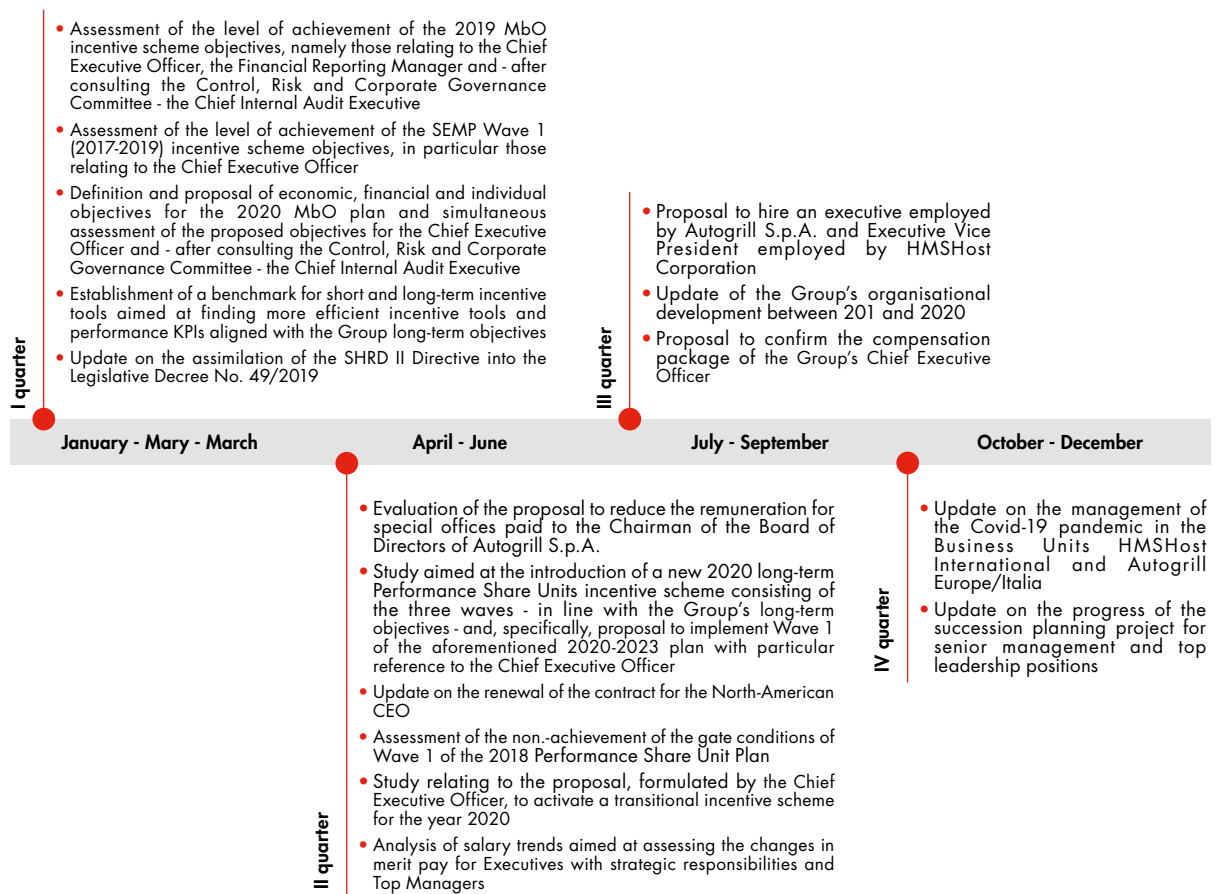 • Assessment of the level of achievement of the 2019 MbO
incentive scheme objectives, namely those relating to the Chief
Executive Officer, the Financial Reporting Manager and - after
consulting the Control, Risk and Corporate Governance
Committee - the Chief Internal Audit Executive
• Assessment of the level of achievement of the SEMP Wave 1
(2017-2019) incentive scheme objectives, in particular those
relating to the Chief Executive Officer
• Definition and proposal of economic, financial and individual
objectives for the 2020 MbO plan and simultaneous
assessment of the proposed objectives for the Chief Executive
Officer and - after consulting the Control, Risk and Corporate
Governance Committee - the Chief Internal Audit Executive
• Establishment of a benchmark for short and long-term incentive
tools aimed at finding more efficient incentive tools and
performance KPIs aligned with the Group long-term objectives
• Update on the assimilation of the SHRD II Directive into the
Legislative Decree No. 49/2019
I quarter
• Proposal to hire an executive employed
by Autogrill S.p.A. and Executive Vice
President employed by HMSHost
Corporation
• Update of the Group's organisational
development between 201 and 2020
• Proposal to confirm the compensation
package of the Group's Chief Executive
Officer
III quarter
January - Mary - March
April - June
July - September
October - December
• Evaluation of the proposal to reduce the remuneration for
special offices paid to the Chairman of the Board of
Directors of Autogrill S.p.A.
• Study aimed at the introduction of a new 2020 long-term
Performance Share Units incentive scheme consisting of
the three waves - in line with the Group's long-term
objectives - and, specifically, proposal to implement Wave 1
of the aforementioned 2020-2023 plan with particular
reference to the Chief Executive Officer
• Update on the renewal of the contract for the North-American
CEO
• Assessment of the non.-achievement of the gate conditions of
Wave 1 of the 2018 Performance Share Unit Plan
• Study relating to the proposal, formulated by the Chief
Executive Officer, to activate a transitional incentive scheme
for the year 2020
• Analysis of salary trends aimed at assessing the changes in
merit pay for Executives with strategic responsibilities and
Top Managers
II quarter
• Update on the management of
the Covid-19 pandemic in the
Business Units HMSHost
International and Autogrill
Europe/Italia
• Update on the progress of the
succession planning project for
senior management and top
leadership positions
IV quarter